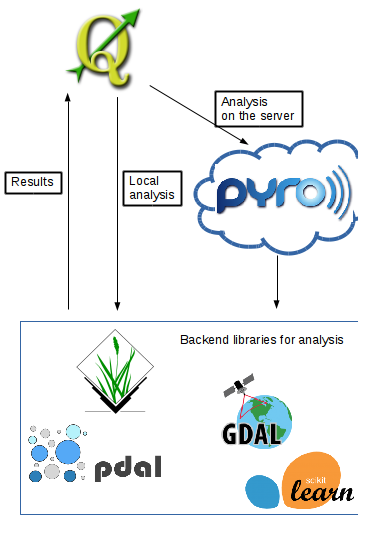 Q
Analysis
on the server
pyro
Results
Local
analysis
Backend libraries for analysis
GDAL
pdal
scikit
learn